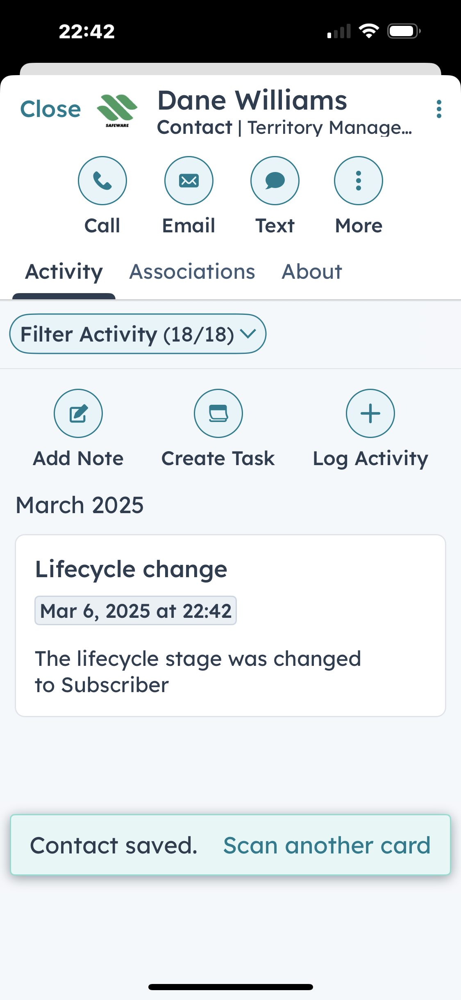 22:42
Close
SAFEWARE
Dane Williams
Contact | Territory Manage...
Call
Email
Text
More
Activity
Associations
About
Filter Activity (18/18)
Add Note
Create Task
Log Activity
March 2025
Lifecycle change
Mar 6, 2025 at 22:42
The lifecycle stage was changed
to Subscriber
Contact saved.
Scan another card